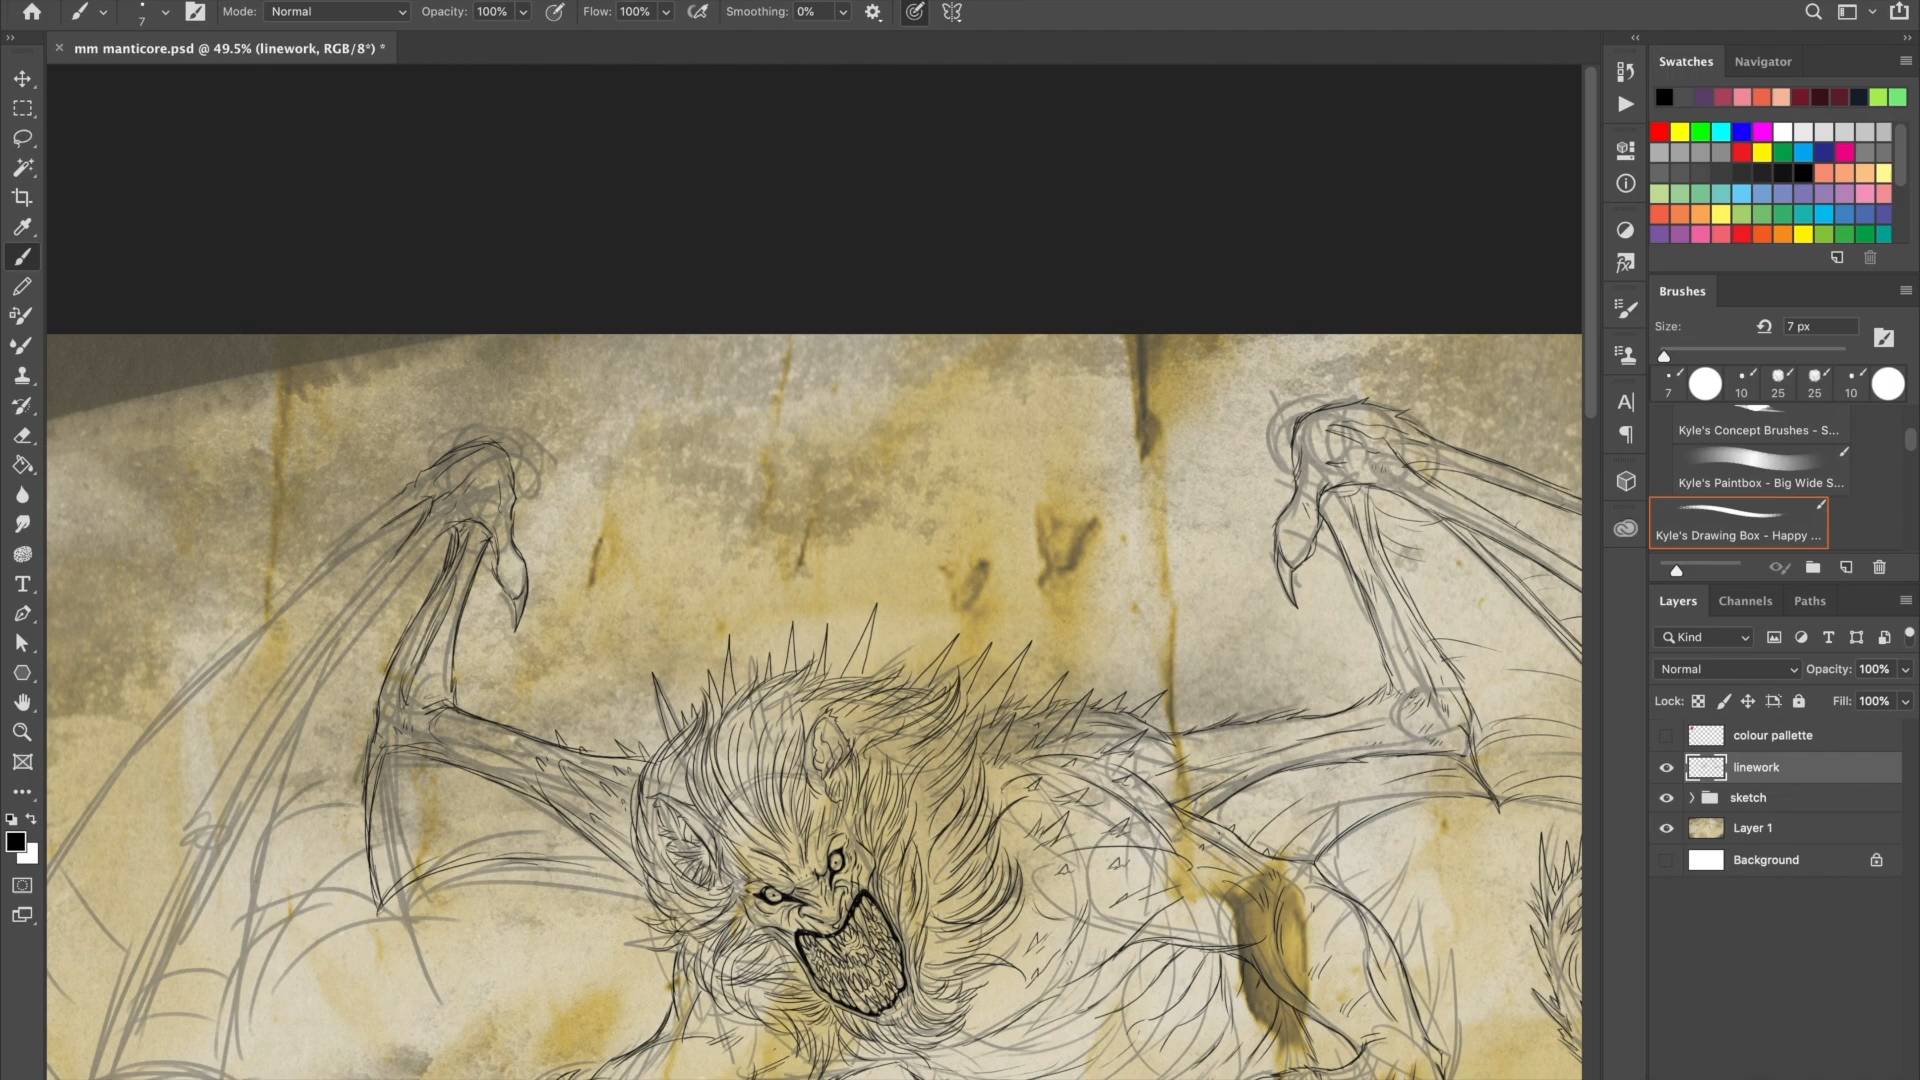 7
Mode: Normal
Opacity: 100%
Flow: 100%
Smoothing: 0%
mm manticore.psd @ 49.5% (linework, RGB/8*) *
Swatches
Navigator
Brushes
Size:
7 px
7
10
25
25
10
Kyle's Concept Brushes - S...
Kyle's Paintbox - Big Wide S...
Kyle's Drawing Box - Happy ...
Layers
Channels
Paths
Kind
Normal
Opacity: 100%
Lock:
Fill: 100%
colour pallette
linework
sketch
Layer 1
Background